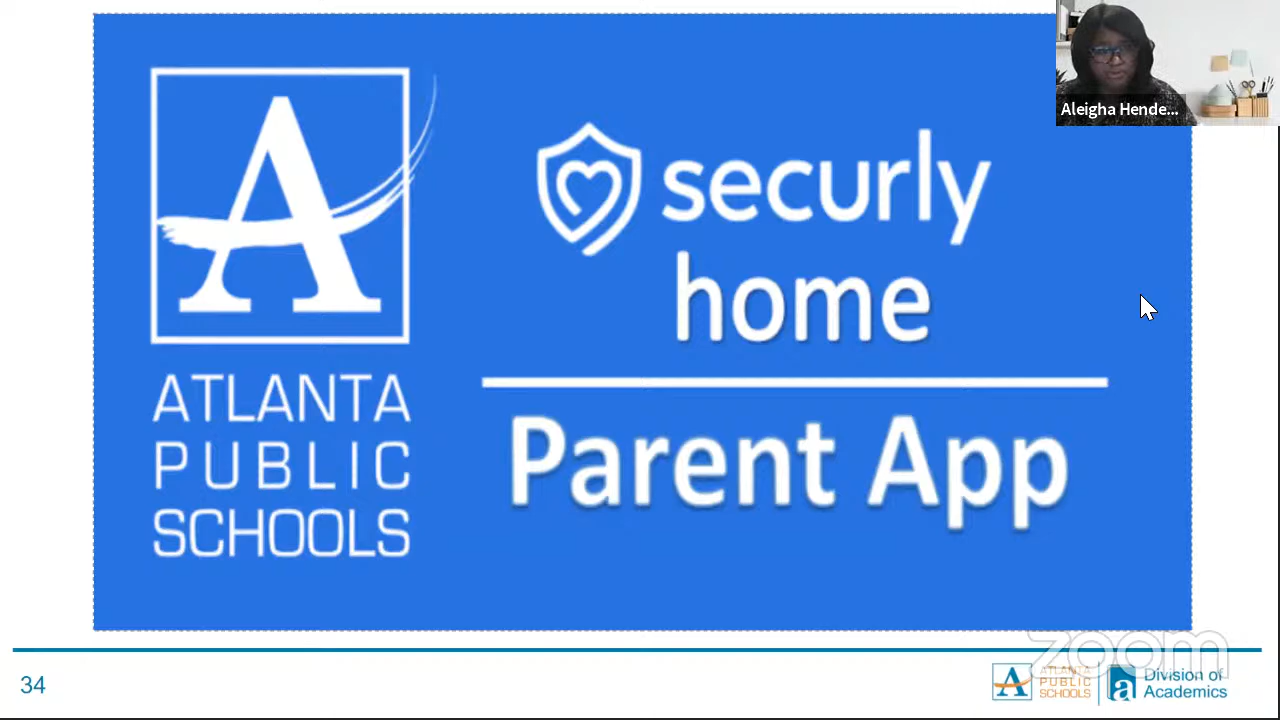 Aleigha Hende...
securly
home
Parent App
ATLANTA
PUBLIC
SCHOOLS
zoom
34
ATLANTA
PUBLIC
SCHOOLS
Division of
Academics